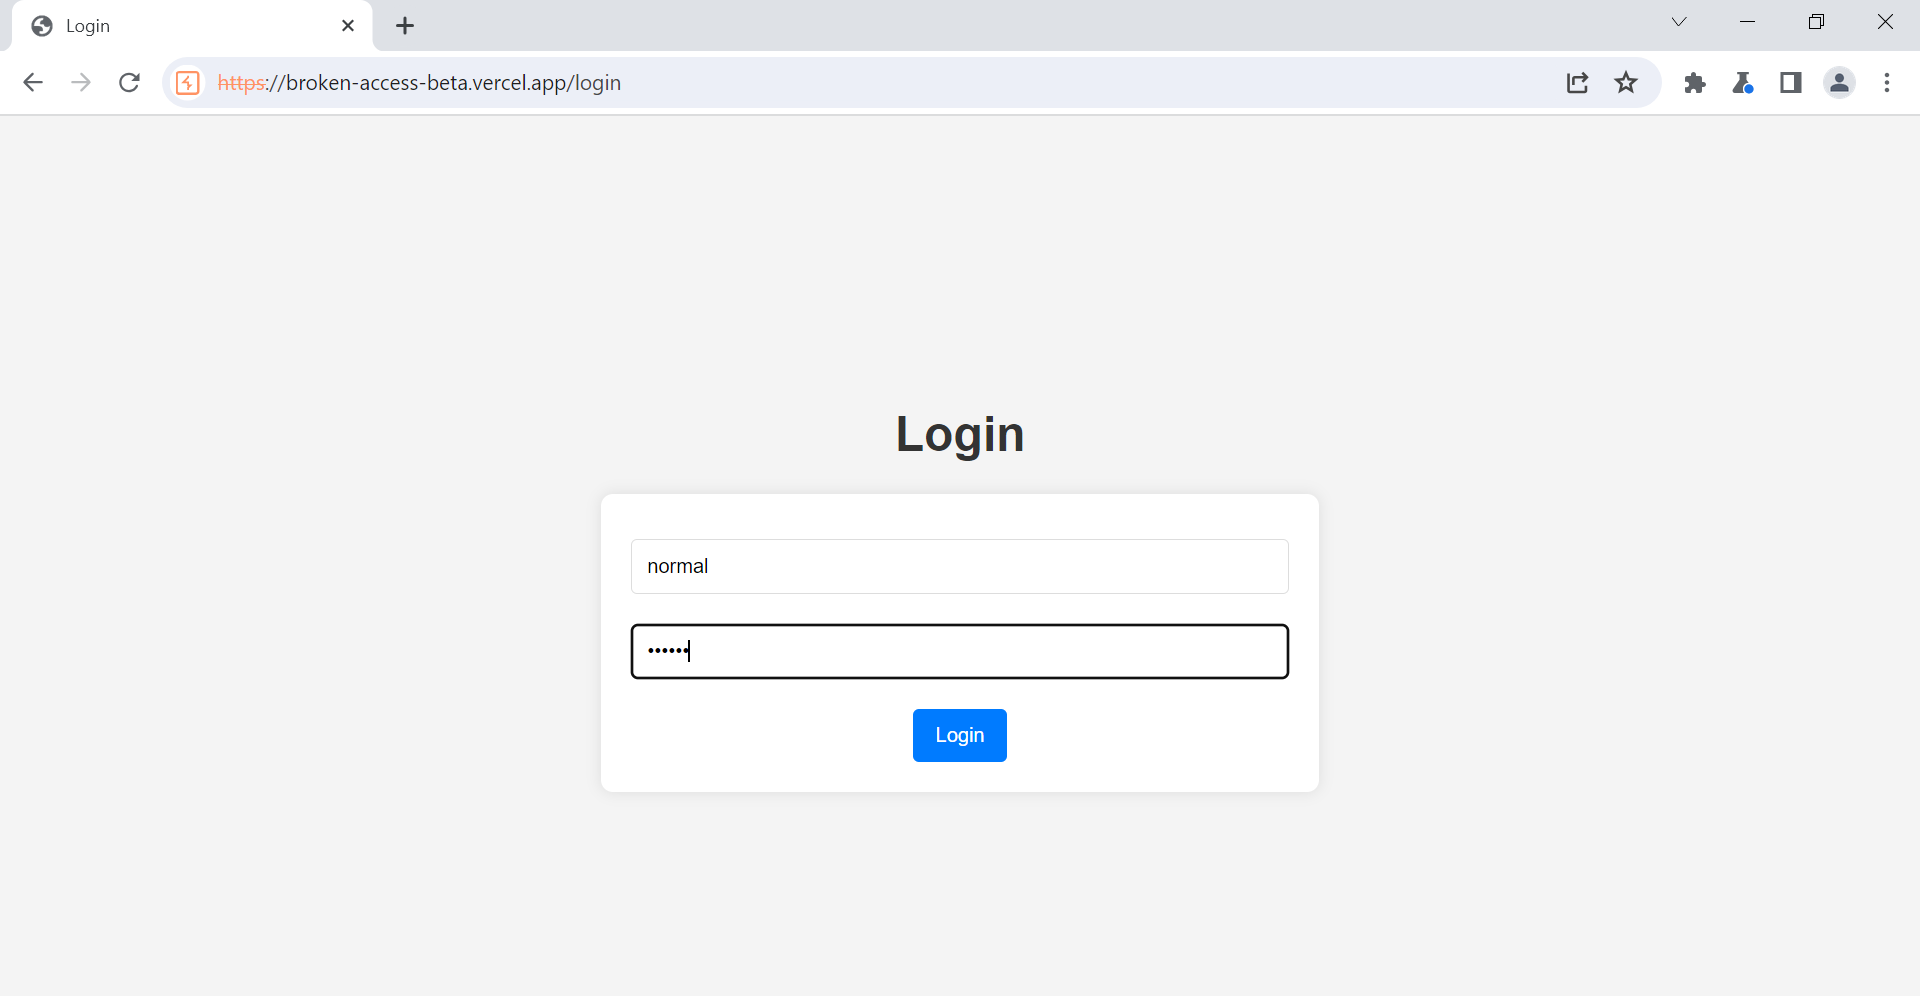 Login
https://broken-access-beta.vercel.app/login
Login
normal
••••••
Login